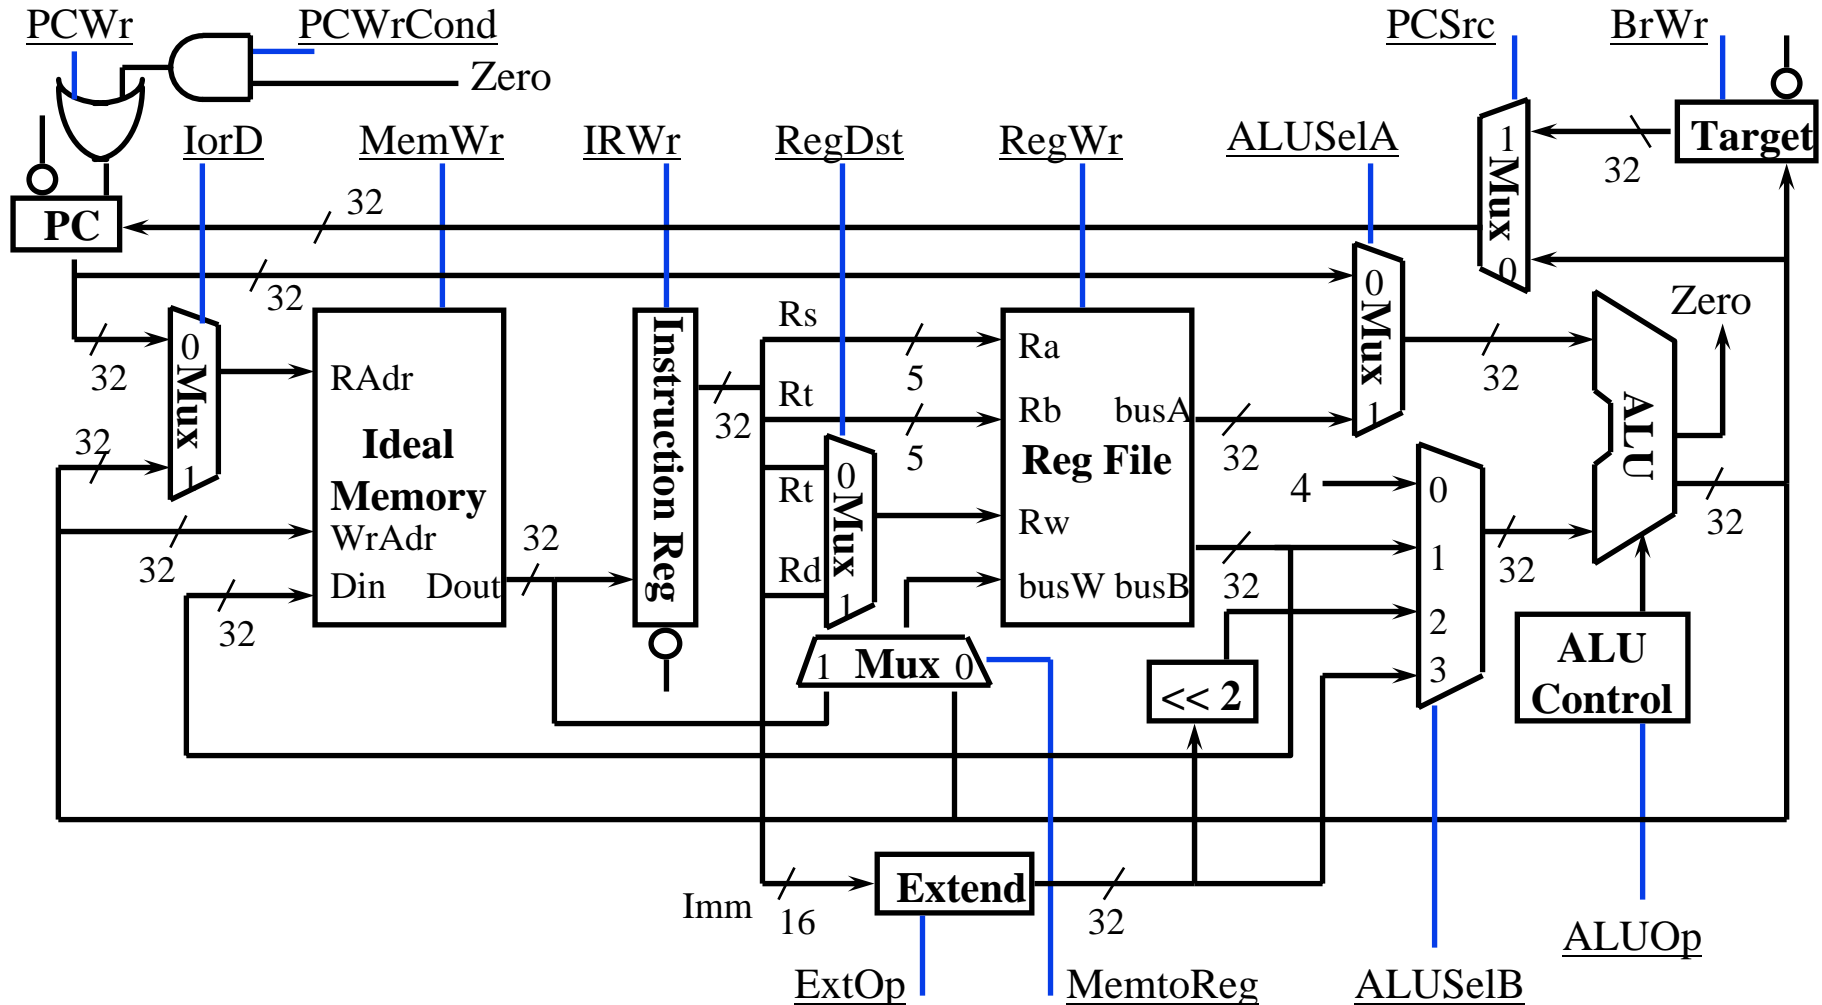 PCWr
PCWrCond
PCSrc
BrWr
Zero
IorD
MemWr
IRWr
RegDst
RegWr
ALUSelA
1
Mux
0
32
Target
PC
32
32
0
Mux
1
32
32
32
32
RAdr
Ideal
Memory
WrAdr
Din
Dout
32
Instruction Reg
32
Rs
5
Rt
5
Rt
Rd
0
Mux
1
Ra
Rb
busA
Reg File
Rw
busW
busB
32
32
0
Mux
1
32
4
0
1
2
3
32
ALU
Zero
32
1
Mux
0
<< 2
ALU
Control
Imm
16
Extend
32
ExtOp
MemtoReg
ALUSelB
ALUOp